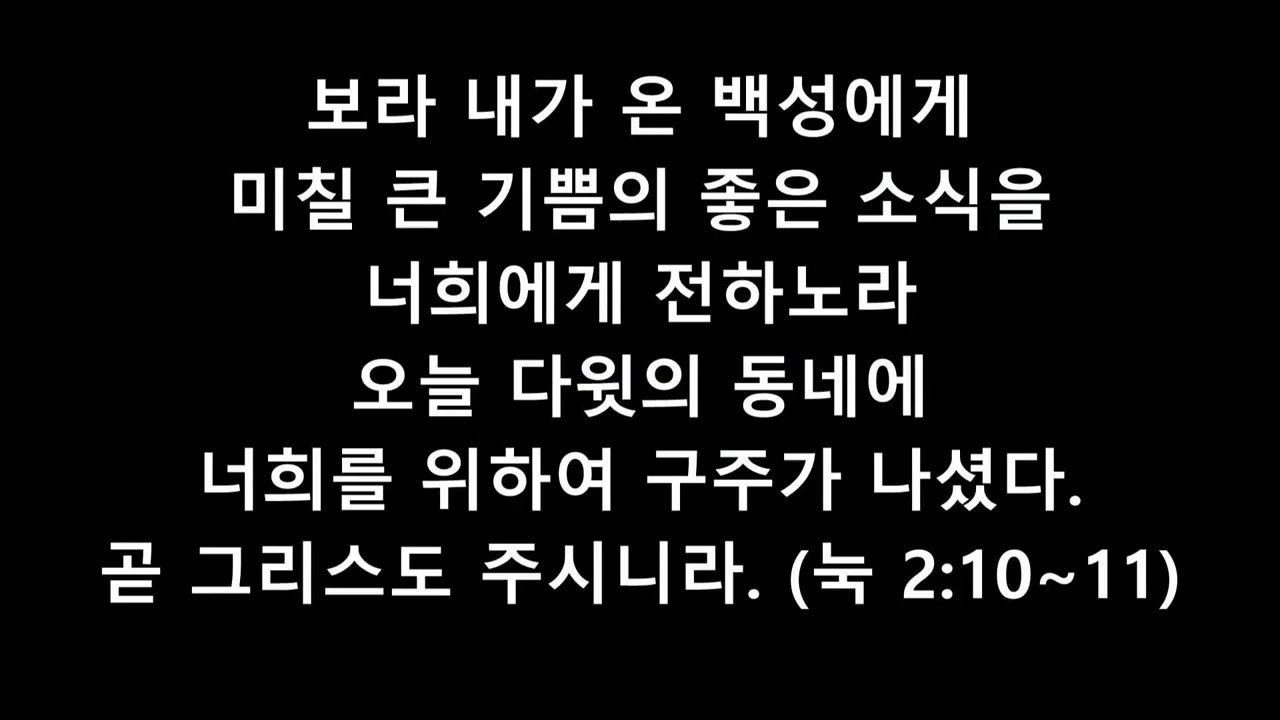 보라 내가 온 백성에게
미칠 큰 기쁨의 좋은 소식을
너희에게 전하노라
오늘 다윗의 동네에
너희를 위하여 구주가 나셨다.
곧 그리스도 주시니라. (눅 2:10~11)